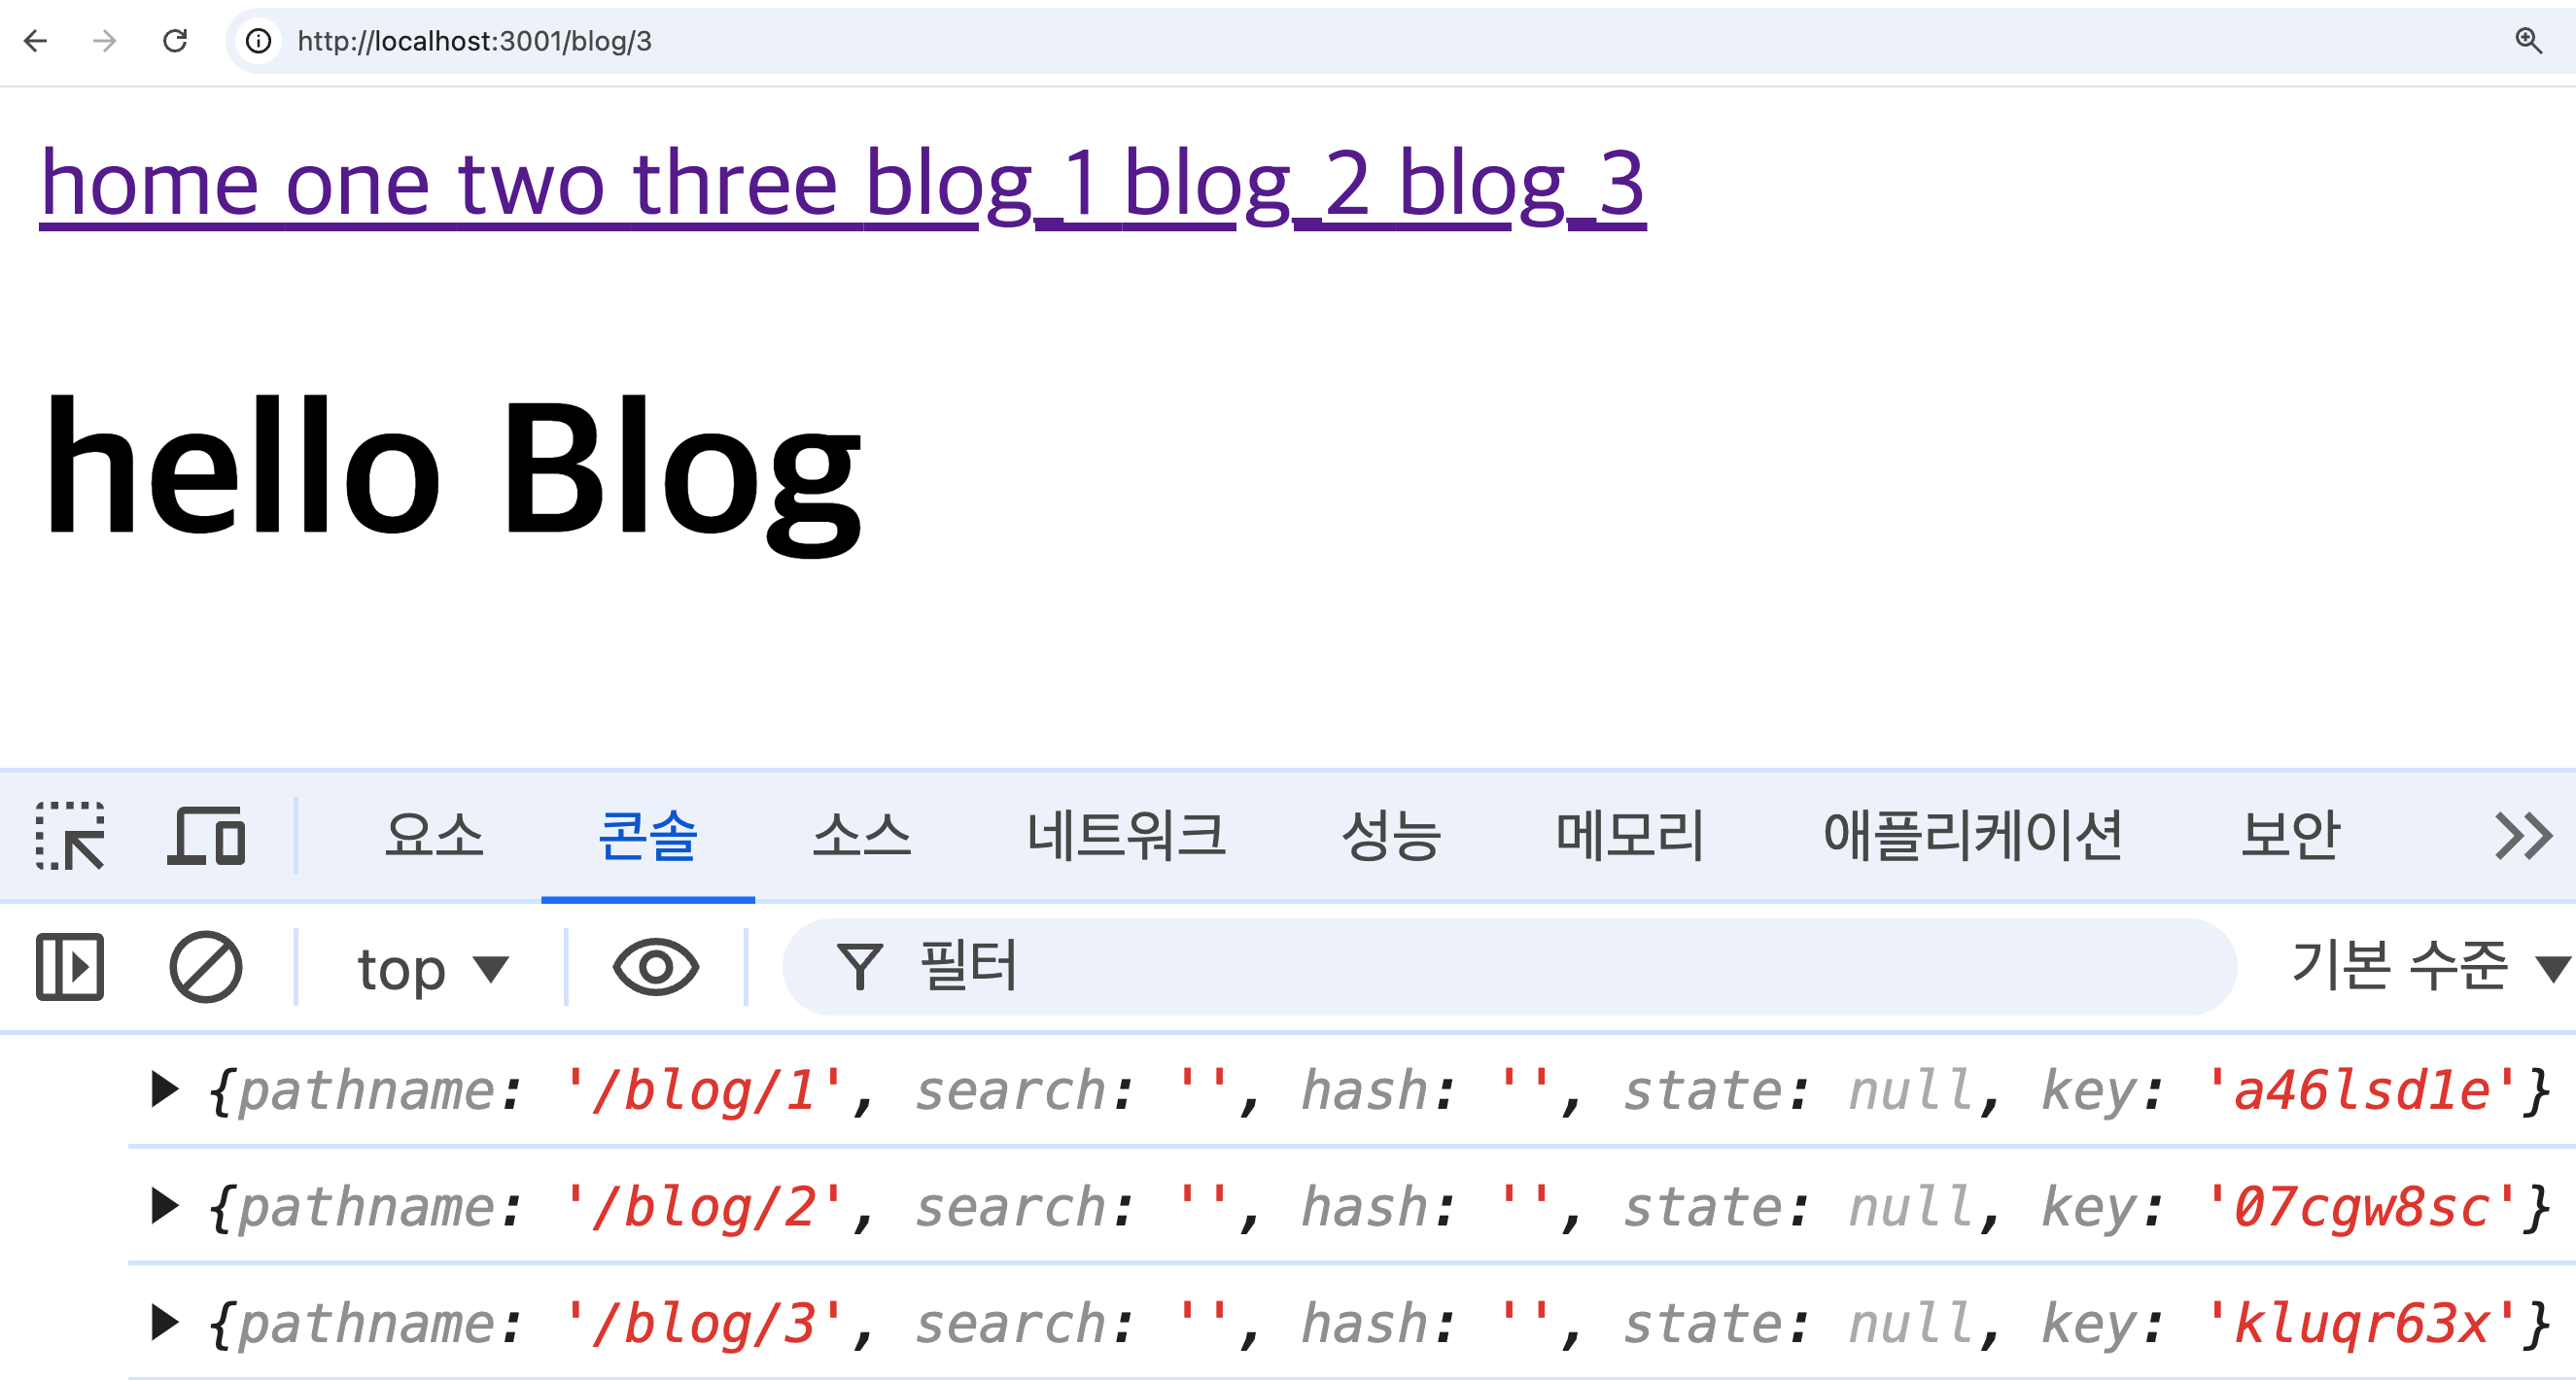 http://localhost:3001/blog/3
home one two three blog_1 blog_2 blog_3
hello Blog
요소 콘솔 소스 네트워크 성능 메모리 애플리케이션 보안
top 필터 기본 수준
{pathname: '/blog/1', search: '', hash: '', state: null, key: 'a46lsd1e'}
{pathname: '/blog/2', search: '', hash: '', state: null, key: '07cgw8sc'}
{pathname: '/blog/3', search: '', hash: '', state: null, key: 'kluqr63x'}